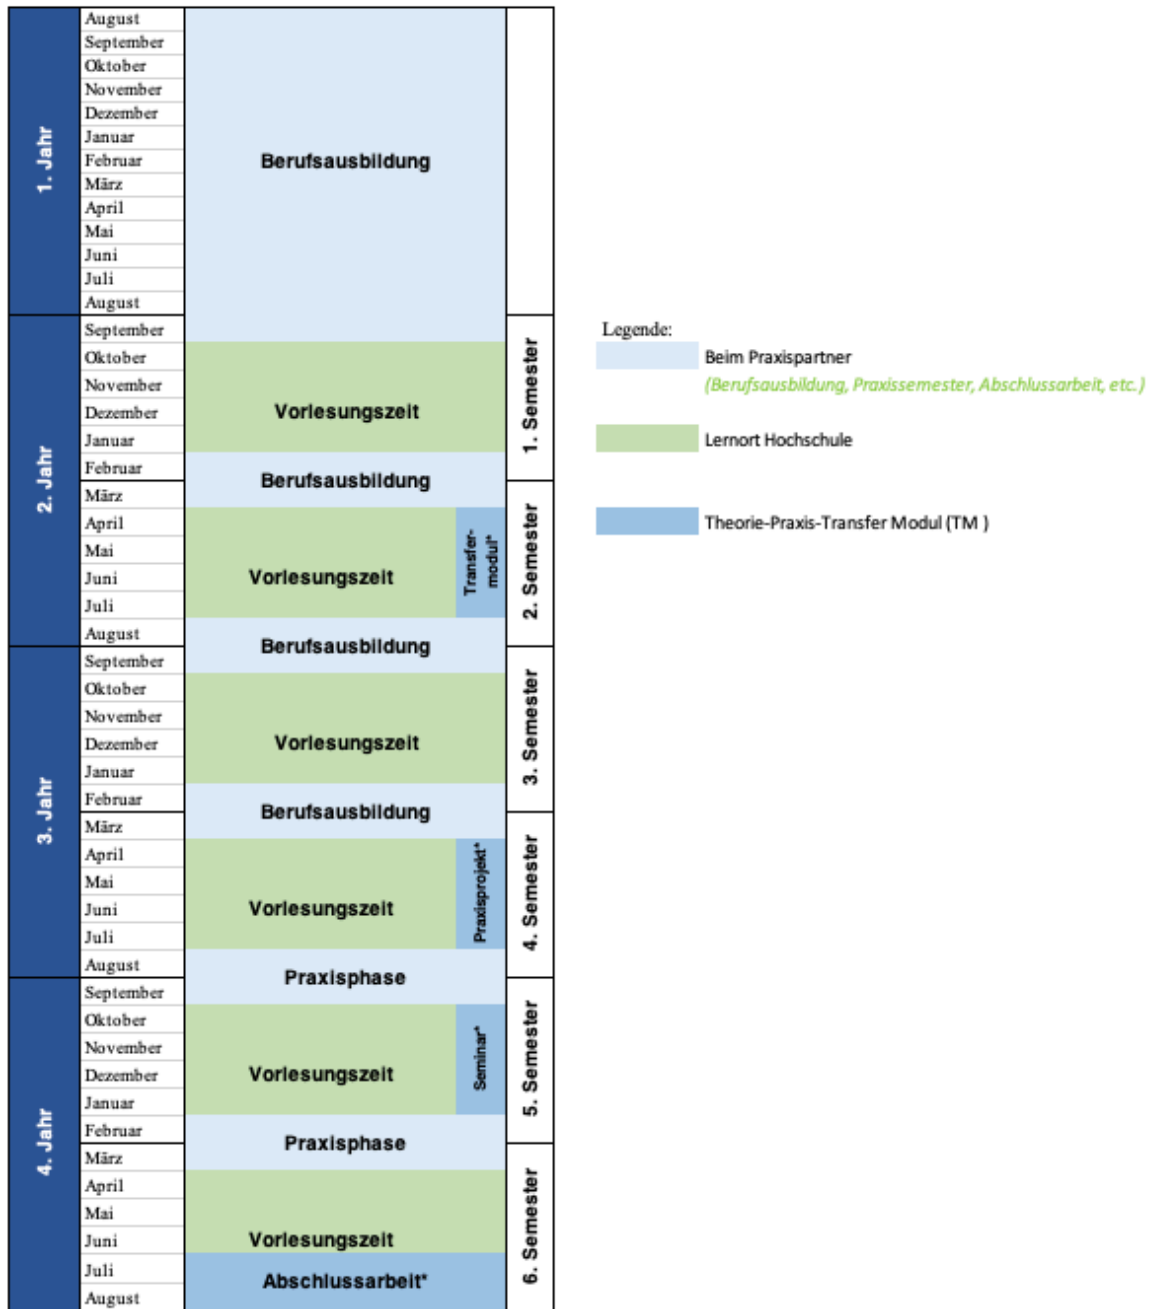 1. Jahr
August
September
Oktober
November
Dezember
Januar
Februar
März
April
Mai
Juni
Juli
August
Berufsausbildung
2. Jahr
September
Oktober
November
Dezember
Januar
Februar
März
April
Mai
Juni
Juli
August
Vorlesungszeit
1. Semester
Berufsausbildung
Vorlesungszeit
Transfer-
modul*
2. Semester
Berufsausbildung
3. Jahr
September
Oktober
November
Dezember
Januar
Februar
März
April
Mai
Juni
Juli
August
Vorlesungszeit
3. Semester
Berufsausbildung
Vorlesungszeit
Praxisprojekt*
4. Semester
Praxisphase
4. Jahr
September
Oktober
November
Dezember
Januar
Februar
März
April
Mai
Juni
Juli
August
Vorlesungszeit
Seminar*
5. Semester
Praxisphase
Vorlesungszeit
Abschlussarbeit*
6. Semester
Legende:
Beim Praxispartner
(Berufsausbildung, Praxissemester, Abschlussarbeit, etc.)
Lernort Hochschule
Theorie-Praxis-Transfer Modul (TM )